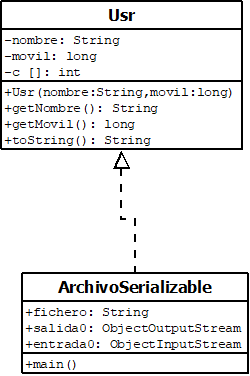 Usr
-nombre: String
-movil: long
-c []: int
+Usr(nombre:String,movil:long)
+getNombre(): String
+getMovil(): long
+toString(): String
ArchivoSerializable
+fichero: String
+salida0: ObjectOutputStream
+entrada0: ObjectInputStream
+main()